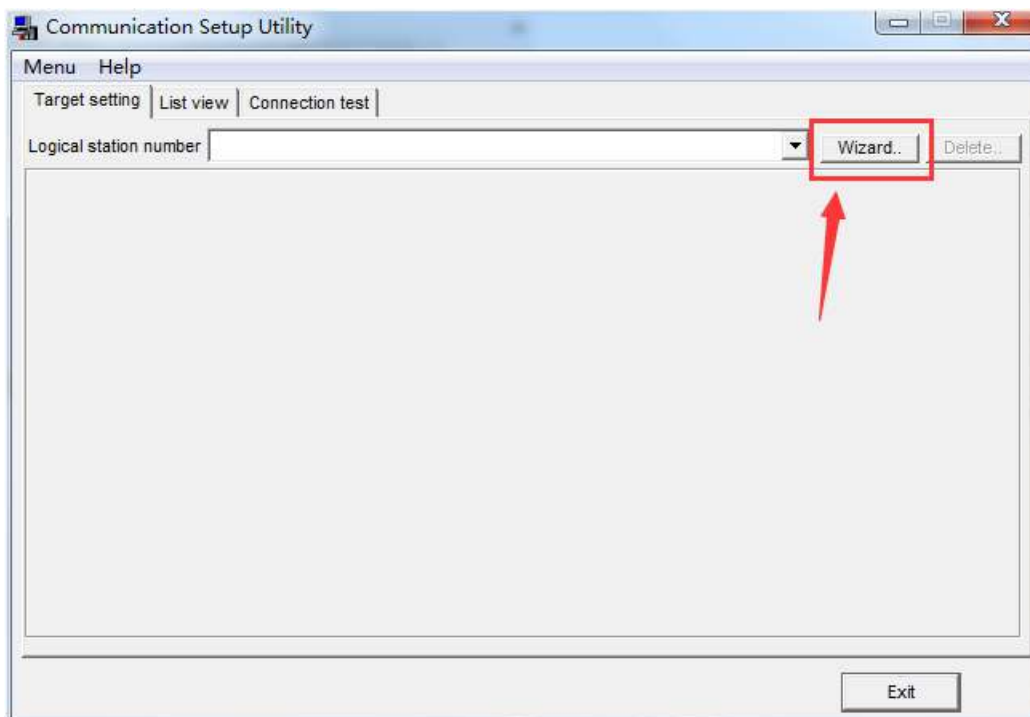 Communication Setup Utility
Menu Help
Target setting List view Connection test
Logical station number Wizard.. Delete..
Exit